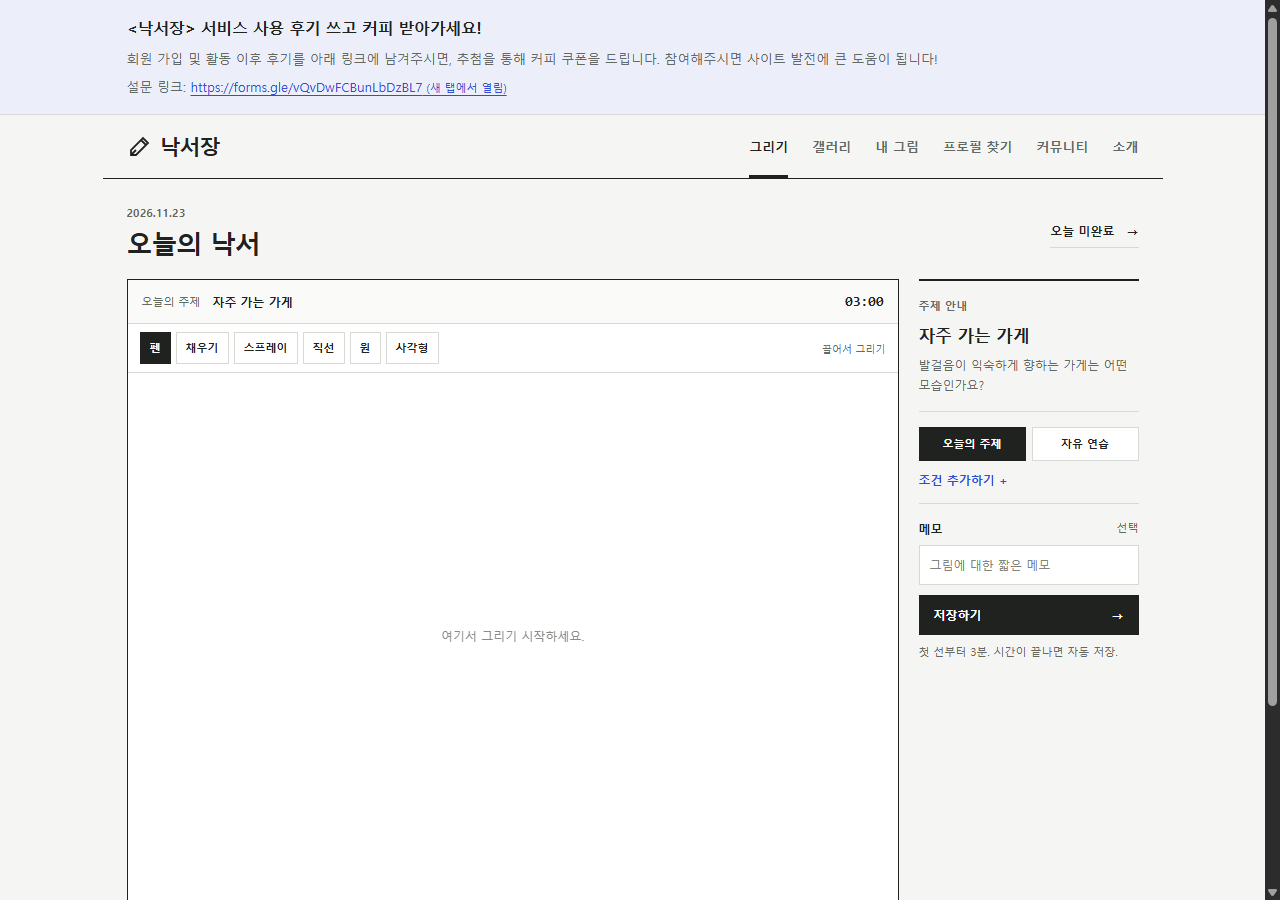 <낙서장> 서비스 사용 후기 쓰고 커피 받아가세요!
회원 가입 및 활동 이후 후기를 아래 링크에 남겨주시면, 추첨을 통해 커피 쿠폰을 드립니다. 참여해주시면 사이트 발전에 큰 도움이 됩니다!
설문 링크: https://forms.gle/vQvDwFCBunLbDzBL7 (새 탭에서 열림)
낙서장
그리기 갤러리 내 그림 프로필 찾기 커뮤니티 소개
2026.11.23
오늘의 낙서
오늘 미완료 →
오늘의 주제 자주 가는 가게 03:00
펜 채우기 스프레이 직선 원 사각형 끌어서 그리기
여기서 그리기 시작하세요.
주제 안내
자주 가는 가게
발걸음이 익숙하게 향하는 가게는 어떤
모습인가요?
오늘의 주제 자유 연습
조건 추가하기 +
메모 선택
그림에 대한 짧은 메모
저장하기 →
첫 선부터 3분. 시간이 끝나면 자동 저장.